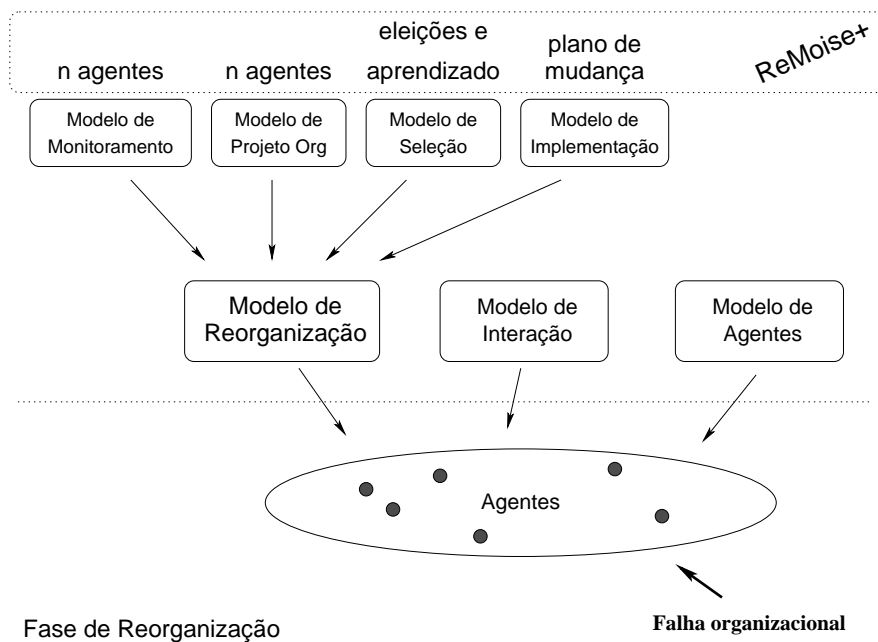 eleições e
plano de
n agentes
n agentes
aprendizado
mudança
ReMoise+
Modelo de
Monitoramento
Modelo de
Projeto Org
Modelo de
Seleção
Modelo de
Implementação
Modelo de
Reorganização
Modelo de
Interação
Modelo de
Agentes
Agentes
Falha organizacional
Fase de Reorganização